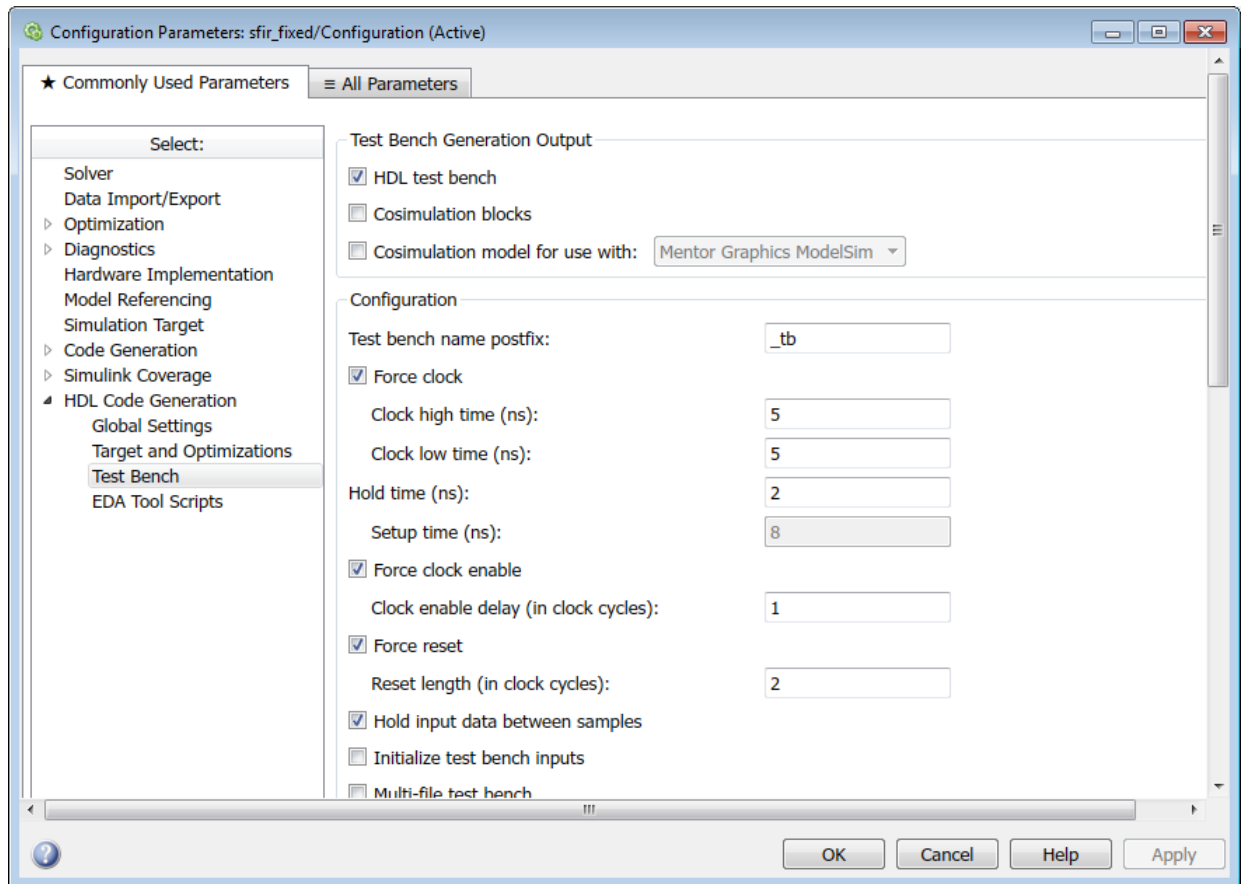 Configuration Parameters: sfir_fixed/Configuration (Active)
★ Commonly Used Parameters
≡ All Parameters
Select:
Solver
Data Import/Export
Optimization
Diagnostics
Hardware Implementation
Model Referencing
Simulation Target
Code Generation
Simulink Coverage
HDL Code Generation
Global Settings
Target and Optimizations
Test Bench
EDA Tool Scripts
Test Bench Generation Output
HDL test bench
Cosimulation blocks
Cosimulation model for use with: Mentor Graphics ModelSim
Configuration
Test bench name postfix: _tb
Force clock
Clock high time (ns): 5
Clock low time (ns): 5
Hold time (ns): 2
Setup time (ns): 8
Force clock enable
Clock enable delay (in clock cycles): 1
Force reset
Reset length (in clock cycles): 2
Hold input data between samples
Initialize test bench inputs
Multi-file test bench
OK Cancel Help Apply